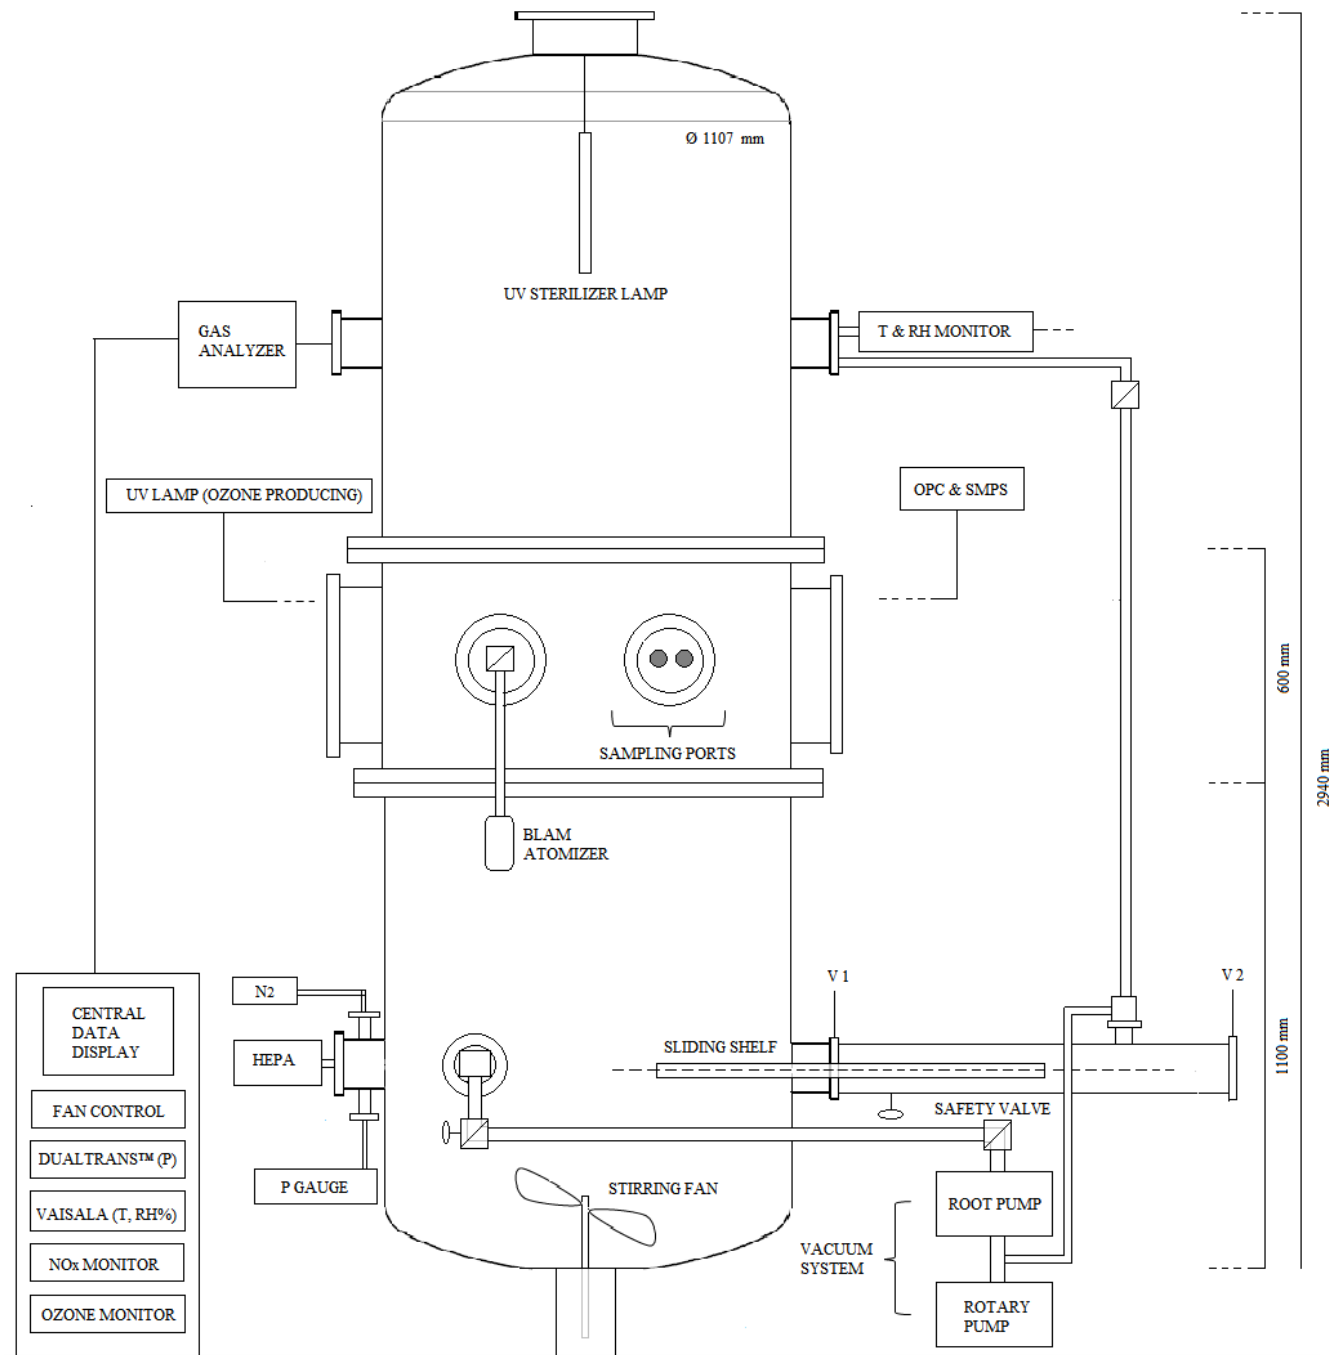 Ø 1107 mm
UV STERILIZER LAMP
GAS
ANALYZER
T & RH MONITOR
UV LAMP (OZONE PRODUCING)
OPC & SMPS
600 mm
SAMPLING PORTS
2940 mm
BLAM
ATOMIZER
V 1
V 2
N2
CENTRAL
DATA
DISPLAY
HEPA
SLIDING SHELF
1100 mm
FAN CONTROL
SAFETY VALVE
DUALTRANS™ (P)
P GAUGE
STIRRING FAN
VAISALA (T, RH%)
ROOT PUMP
VACUUM
SYSTEM
NOx MONITOR
OZONE MONITOR
ROTARY
PUMP